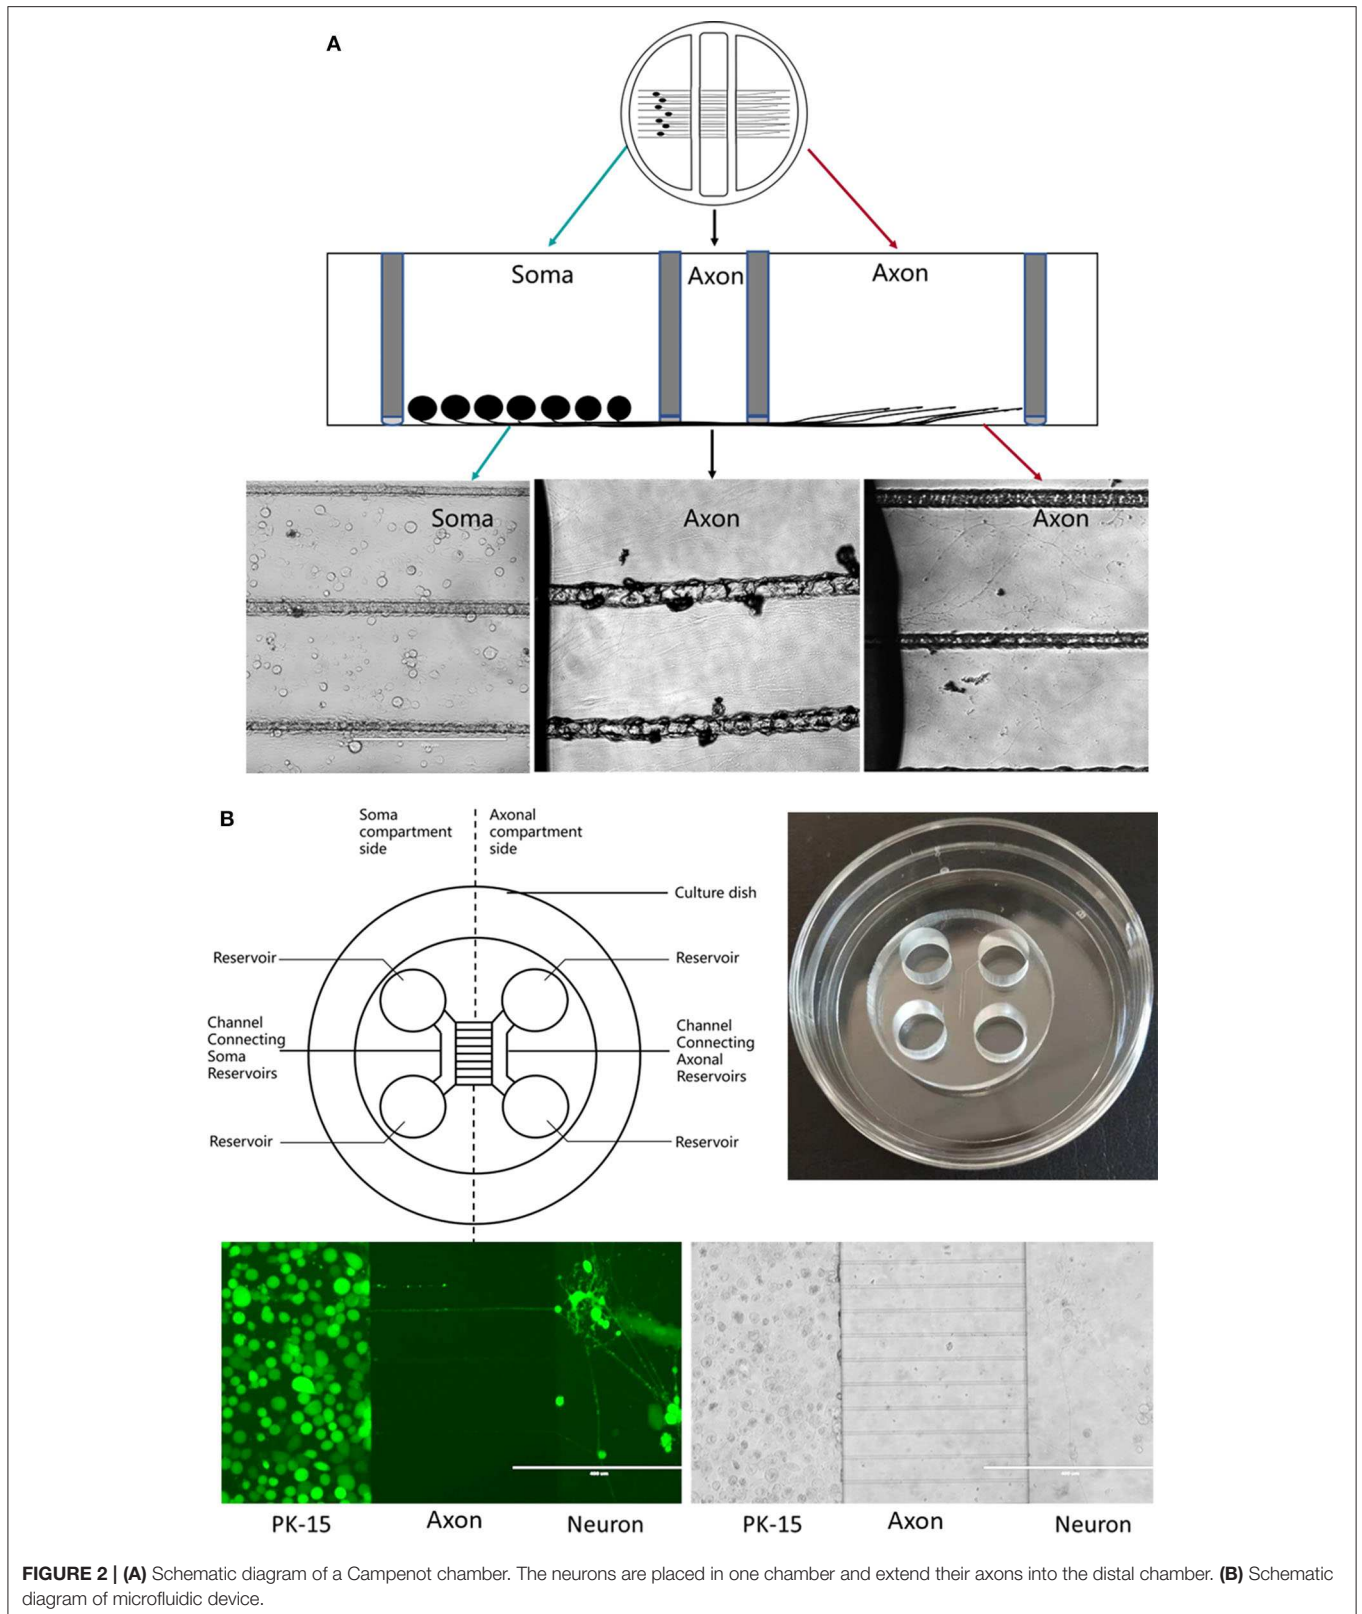 A
Soma
Axon
Axon
Soma
Axon
Axon
B
Soma
compartment
side
Axonal
compartment
side
Culture dish
Reservoir
Reservoir
Channel
Connecting
Soma
Reservoirs
Channel
Connecting
Axonal
Reservoirs
Reservoir
Reservoir
PK-15
Axon
Neuron
PK-15
Axon
Neuron
FIGURE 2 | (A) Schematic diagram of a Campenot chamber. The neurons are placed in one chamber and extend their axons into the distal chamber. (B) Schematic
diagram of microfluidic device.